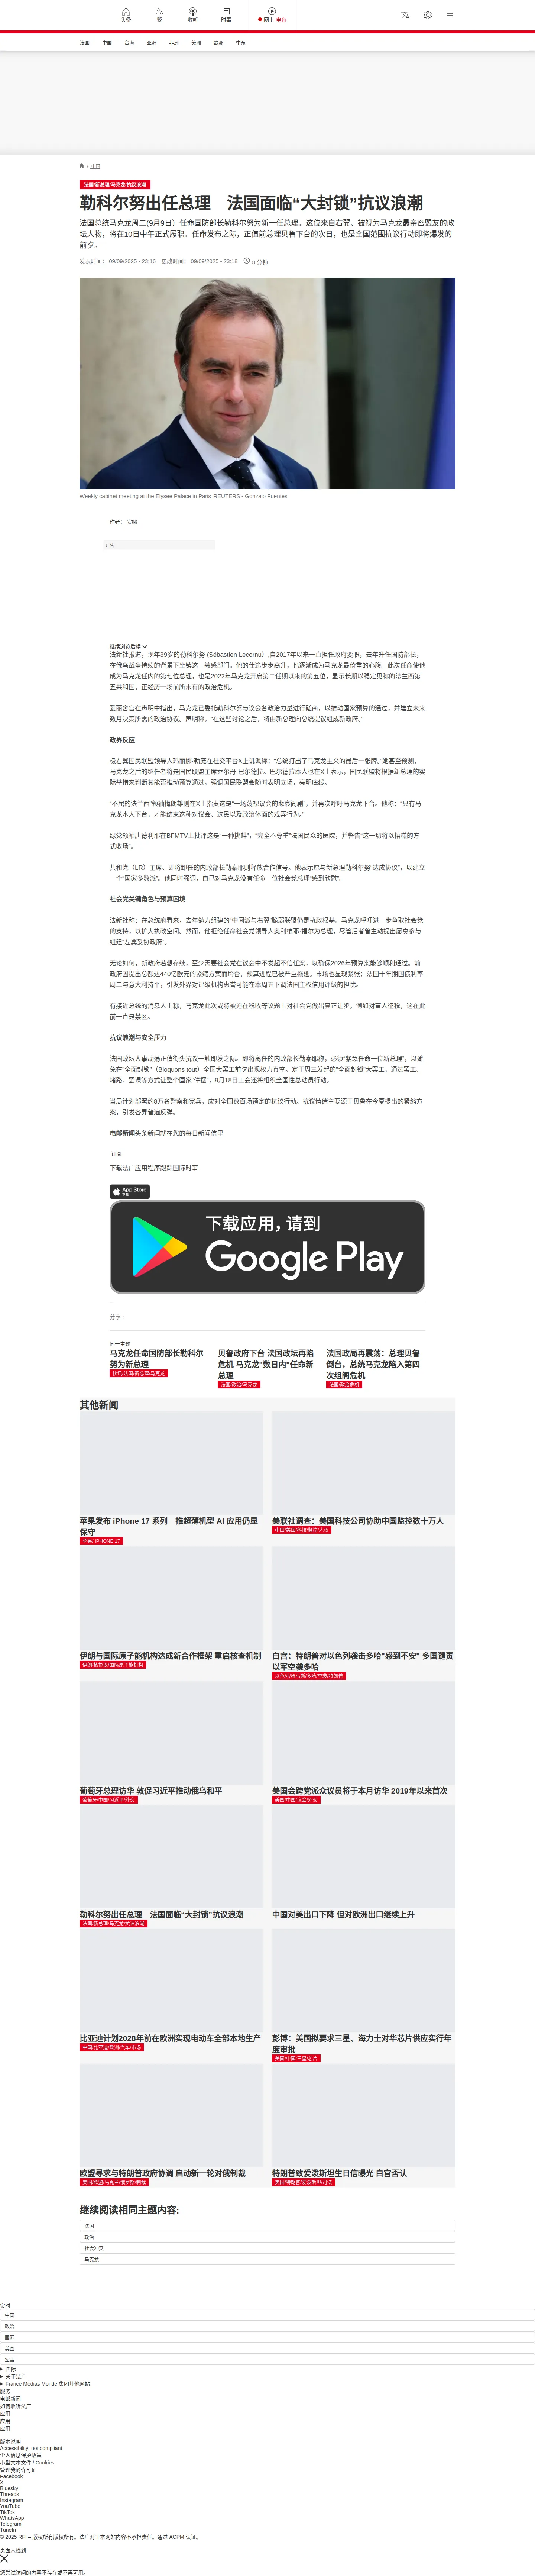 头条
繁
收听
时事
网上 电台
法国
中国
台海
亚洲
非洲
美洲
欧洲
中东
/ 中国
法国/新总理/马克龙/抗议浪潮
勒科尔努出任总理　法国面临“大封锁”抗议浪潮
法国总统马克龙周二(9月9日）任命国防部长勒科尔努为新一任总理。这位来自右翼、被视为马克龙最亲密盟友的政
坛人物，将在10日中午正式履职。任命发布之际，正值前总理贝鲁下台的次日，也是全国范围抗议行动即将爆发的
前夕。
发表时间： 09/09/2025 - 23:16 更改时间： 09/09/2025 - 23:18 6 分钟
Weekly cabinet meeting at the Elysee Palace in Paris REUTERS - Gonzalo Fuentes
作者： 安娜
广告
继续浏览后续
法新社报道，现年39岁的勒科尔努 (Sébastien Lecornu）,自2017年以来一直担任政府要职，去年升任国防部长，
在俄乌战争持续的背景下坐镇这一敏感部门。他的仕途步步高升，也逐渐成为马克龙最倚重的心腹。此次任命使他
成为马克龙任内的第七位总理，也是2022年马克龙开启第二任期以来的第五位，显示长期以稳定见称的法兰西第
五共和国，正经历一场前所未有的政治危机。
爱丽舍宫在声明中指出，马克龙已委托勒科尔努与议会各政治力量进行磋商，以推动国家预算的通过，并建立未来
数月决策所需的政治协议。声明称，“在这些讨论之后，将由新总理向总统提议组成新政府。”
政界反应
极右翼国民联盟领导人玛丽娜·勒庞在社交平台X上讥讽称：“总统打出了马克龙主义的最后一张牌。”她甚至预测，
马克龙之后的继任者将是国民联盟主席乔尔丹·巴尔德拉。巴尔德拉本人也在X上表示，国民联盟将根据新总理的实
际举措来判断其能否推动预算通过，强调国民联盟会随时表明立场，亮明底线。
“不屈的法兰西”领袖梅郎雄则在X上指责这是“一场蔑视议会的悲哀闹剧”，并再次呼吁马克龙下台。他称：“只有马
克龙本人下台，才能结束这种对议会、选民以及政治体面的戏弄行为。”
绿党领袖唐德利耶在BFMTV上批评这是“一种挑衅”，“完全不尊重”法国民众的医院，并警告“这一切将以糟糕的方
式收场”。
共和党（LR）主席、即将卸任的内政部长勒泰耶则释放合作信号。他表示愿与新总理勒科尔努“达成协议”，以建立
一个“国家多数派”。他同时强调，自己对马克龙没有任命一位社会党总理“感到欣慰”。
社会党关键角色与预算困境
法新社称：在总统府看来，去年勉力组建的“中间派与右翼”脆弱联盟仍是执政根基。马克龙呼吁进一步争取社会党
的支持，以扩大执政空间。然而，他拒绝任命社会党领导人奥利维耶·福尔为总理，尽管后者曾主动提出愿意参与
组建“左翼妥协政府”。
无论如何，新政府若想存续，至少需要社会党在议会中不发起不信任案，以确保2026年预算案能够顺利通过。前
政府因提出总额达440亿欧元的紧缩方案而垮台，预算进程已被严重拖延。市场也显现紧张：法国十年期国债利率
周二与意大利持平，引发外界对评级机构惠誉可能在本周五下调法国主权信用评级的担忧。
有接近总统的消息人士称，马克龙此次或将被迫在税收等议题上对社会党做出真正让步，例如对富人征税，这在此
前一直是禁区。
抗议浪潮与安全压力
法国政坛人事动荡正值街头抗议一触即发之际。即将离任的内政部长勒泰耶称，必须“紧急任命一位新总理”，以避
免在“全面封锁”（Bloquons tout）全国大罢工前夕出现权力真空。定于周三发起的“全面封锁”大罢工，通过罢工、
堵路、罢课等方式让整个国家“停摆”，9月18日工会还将组织全国性总动员行动。
当局计划部署约8万名警察和宪兵，应对全国数百场预定的抗议行动。抗议情绪主要源于贝鲁在今夏提出的紧缩方
案，引发各界普遍反弹。
电邮新闻头条新闻就在您的每日新闻信里
订阅
下载法广应用程序跟踪国际时事
App Store
下载
下载应用，请到
Google Play
分享：
同一主题
马克龙任命国防部长勒科尔
努为新总理
快讯/法国/新总理/马克龙
贝鲁政府下台 法国政坛再陷
危机 马克龙"数日内"任命新
总理
法国/政治/马克龙
法国政局再震荡：总理贝鲁
倒台，总统马克龙陷入第四
次组阁危机
法国/政治危机
其他新闻
苹果发布 iPhone 17 系列　推超薄机型 AI 应用仍显
保守
苹果/ IPHONE 17
美联社调查：美国科技公司协助中国监控数十万人
中国/美国/科技/监控/人权
伊朗与国际原子能机构达成新合作框架 重启核查机制
伊朗/核协议/国际原子能机构
白宫：特朗普对以色列袭击多哈"感到不安" 多国谴责
以军空袭多哈
以色列/哈马斯/多哈/空袭/特朗普
葡萄牙总理访华 敦促习近平推动俄乌和平
葡萄牙/中国/习近平/外交
美国会跨党派众议员将于本月访华 2019年以来首次
美国/中国/议会/外交
勒科尔努出任总理　法国面临“大封锁”抗议浪潮
法国/新总理/马克龙/抗议浪潮
中国对美出口下降 但对欧洲出口继续上升
比亚迪计划2028年前在欧洲实现电动车全部本地生产
中国/比亚迪/欧洲/汽车/市场
彭博：美国拟要求三星、海力士对华芯片供应实行年
度审批
美国/中国/三星/芯片
欧盟寻求与特朗普政府协调 启动新一轮对俄制裁
美国/欧盟/乌克兰/俄罗斯/制裁
特朗普致爱泼斯坦生日信曝光 白宫否认
美国/特朗普/爱泼斯坦/司法
继续阅读相同主题内容:
法国
政治
社会冲突
马克龙
实时
中国
政治
国际
美国
军事
国际
关于法广
France Médias Monde 集团其他网站
服务
电邮新闻
如何收听法广
应用
应用
应用
版本说明
Accessibility: not compliant
个人信息保护政策
小型文本文件 / Cookies
管理我的许可证
Facebook
X
Bluesky
Threads
Instagram
YouTube
TikTok
WhatsApp
Telegram
TuneIn
© 2025 RFI – 版权所有版权所有。法广对非本网站内容不承担责任。通过 ACPM 认证。
页面未找到
您尝试访问的内容不存在或不再可用。